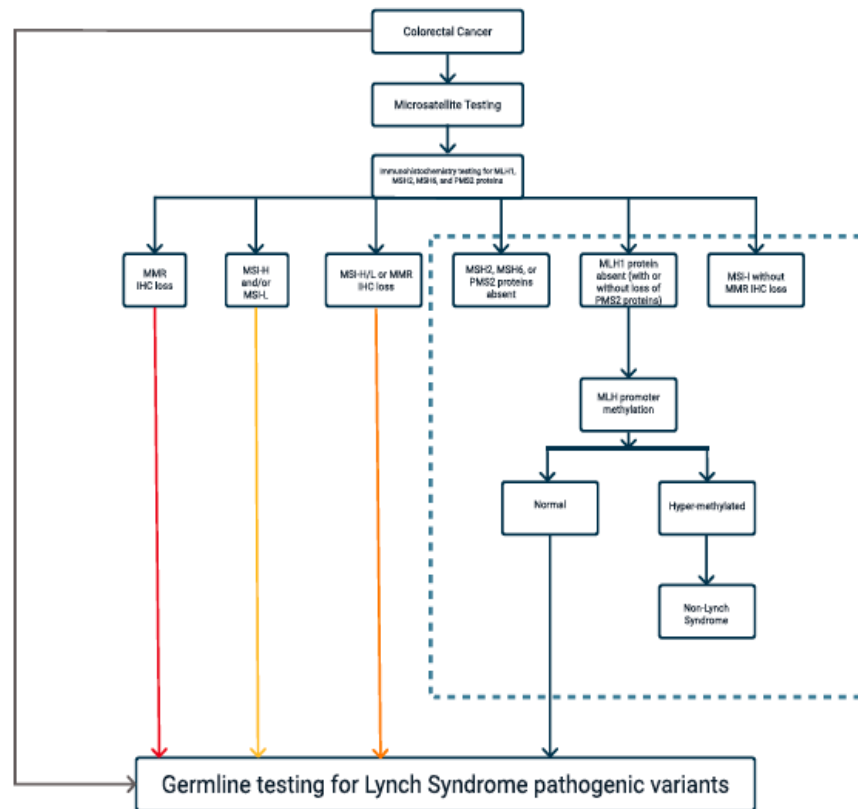 Colorectal Cancer
Microsatellite Testing
Immunohistochemistry testing for MLH1,
MSH2, MSH6, and PMS2 proteins
MMR
IHC loss
MSI-H
and/or
MSI-L
MSI-H/L or MMR
IHC loss
MSH2, MSH6, or
PMS2 proteins
absent
MLH1 protein
absent (with or
without loss of
PMS2 proteins)
MSI-I without
MMR IHC loss
MLH promoter
methylation
Normal
Hyper-methylated
Non-Lynch
Syndrome
Germline testing for Lynch Syndrome pathogenic variants